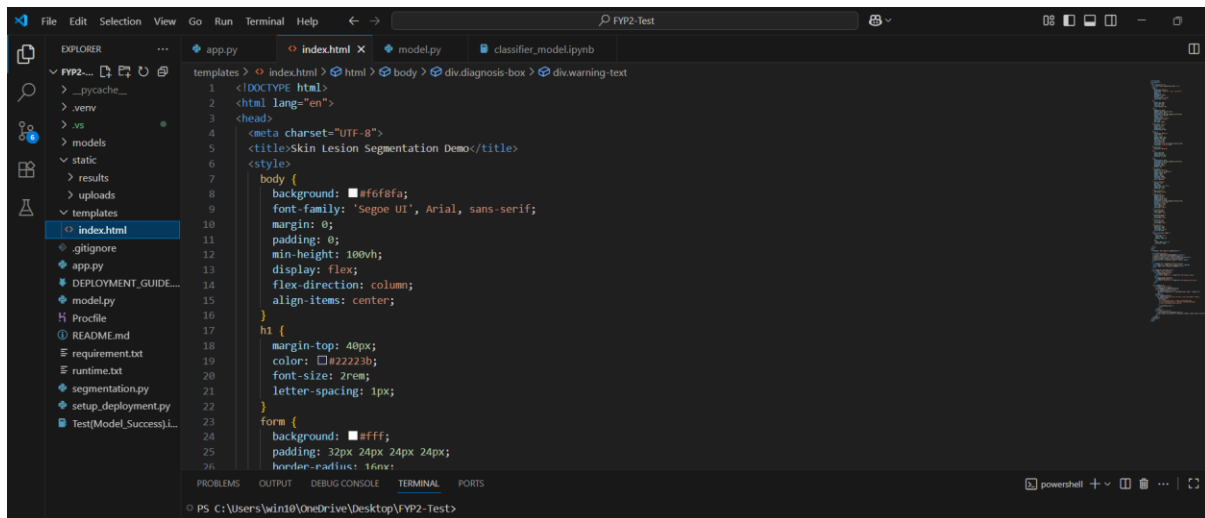 File Edit Selection View Go Run Terminal Help
FYP2-Test
EXPLORER
FYP2-...
__pycache__
.venv
.vs
models
static
results
uploads
templates
index.html
.gitignore
app.py
DEPLOYMENT_GUIDE....
model.py
Procfile
README.md
requirement.txt
runtime.txt
segmentation.py
setup_deployment.py
Test(Model_Success).i...
6
app.py index.html model.py classifier_model.ipynb
templates > index.html > html > body > div.diagnosis-box > div.warning-text
1 <!DOCTYPE html>
2 <html lang="en">
3 <head>
4 <meta charset="UTF-8">
5 <title>Skin Lesion Segmentation Demo</title>
6 <style>
7 body {
8 background: #f6f8fa;
9 font-family: 'Segoe UI', Arial, sans-serif;
10 margin: 0;
11 padding: 0;
12 min-height: 100vh;
13 display: flex;
14 flex-direction: column;
15 align-items: center;
16 }
17 h1 {
18 margin-top: 40px;
19 color: #22223b;
20 font-size: 2rem;
21 letter-spacing: 1px;
22 }
23 form {
24 background: #fff;
25 padding: 32px 24px 24px 24px;
26 border-radius: 16px;
PROBLEMS OUTPUT DEBUG CONSOLE TERMINAL PORTS
powershell
PS C:\Users\win10\OneDrive\Desktop\FYP2-Test>